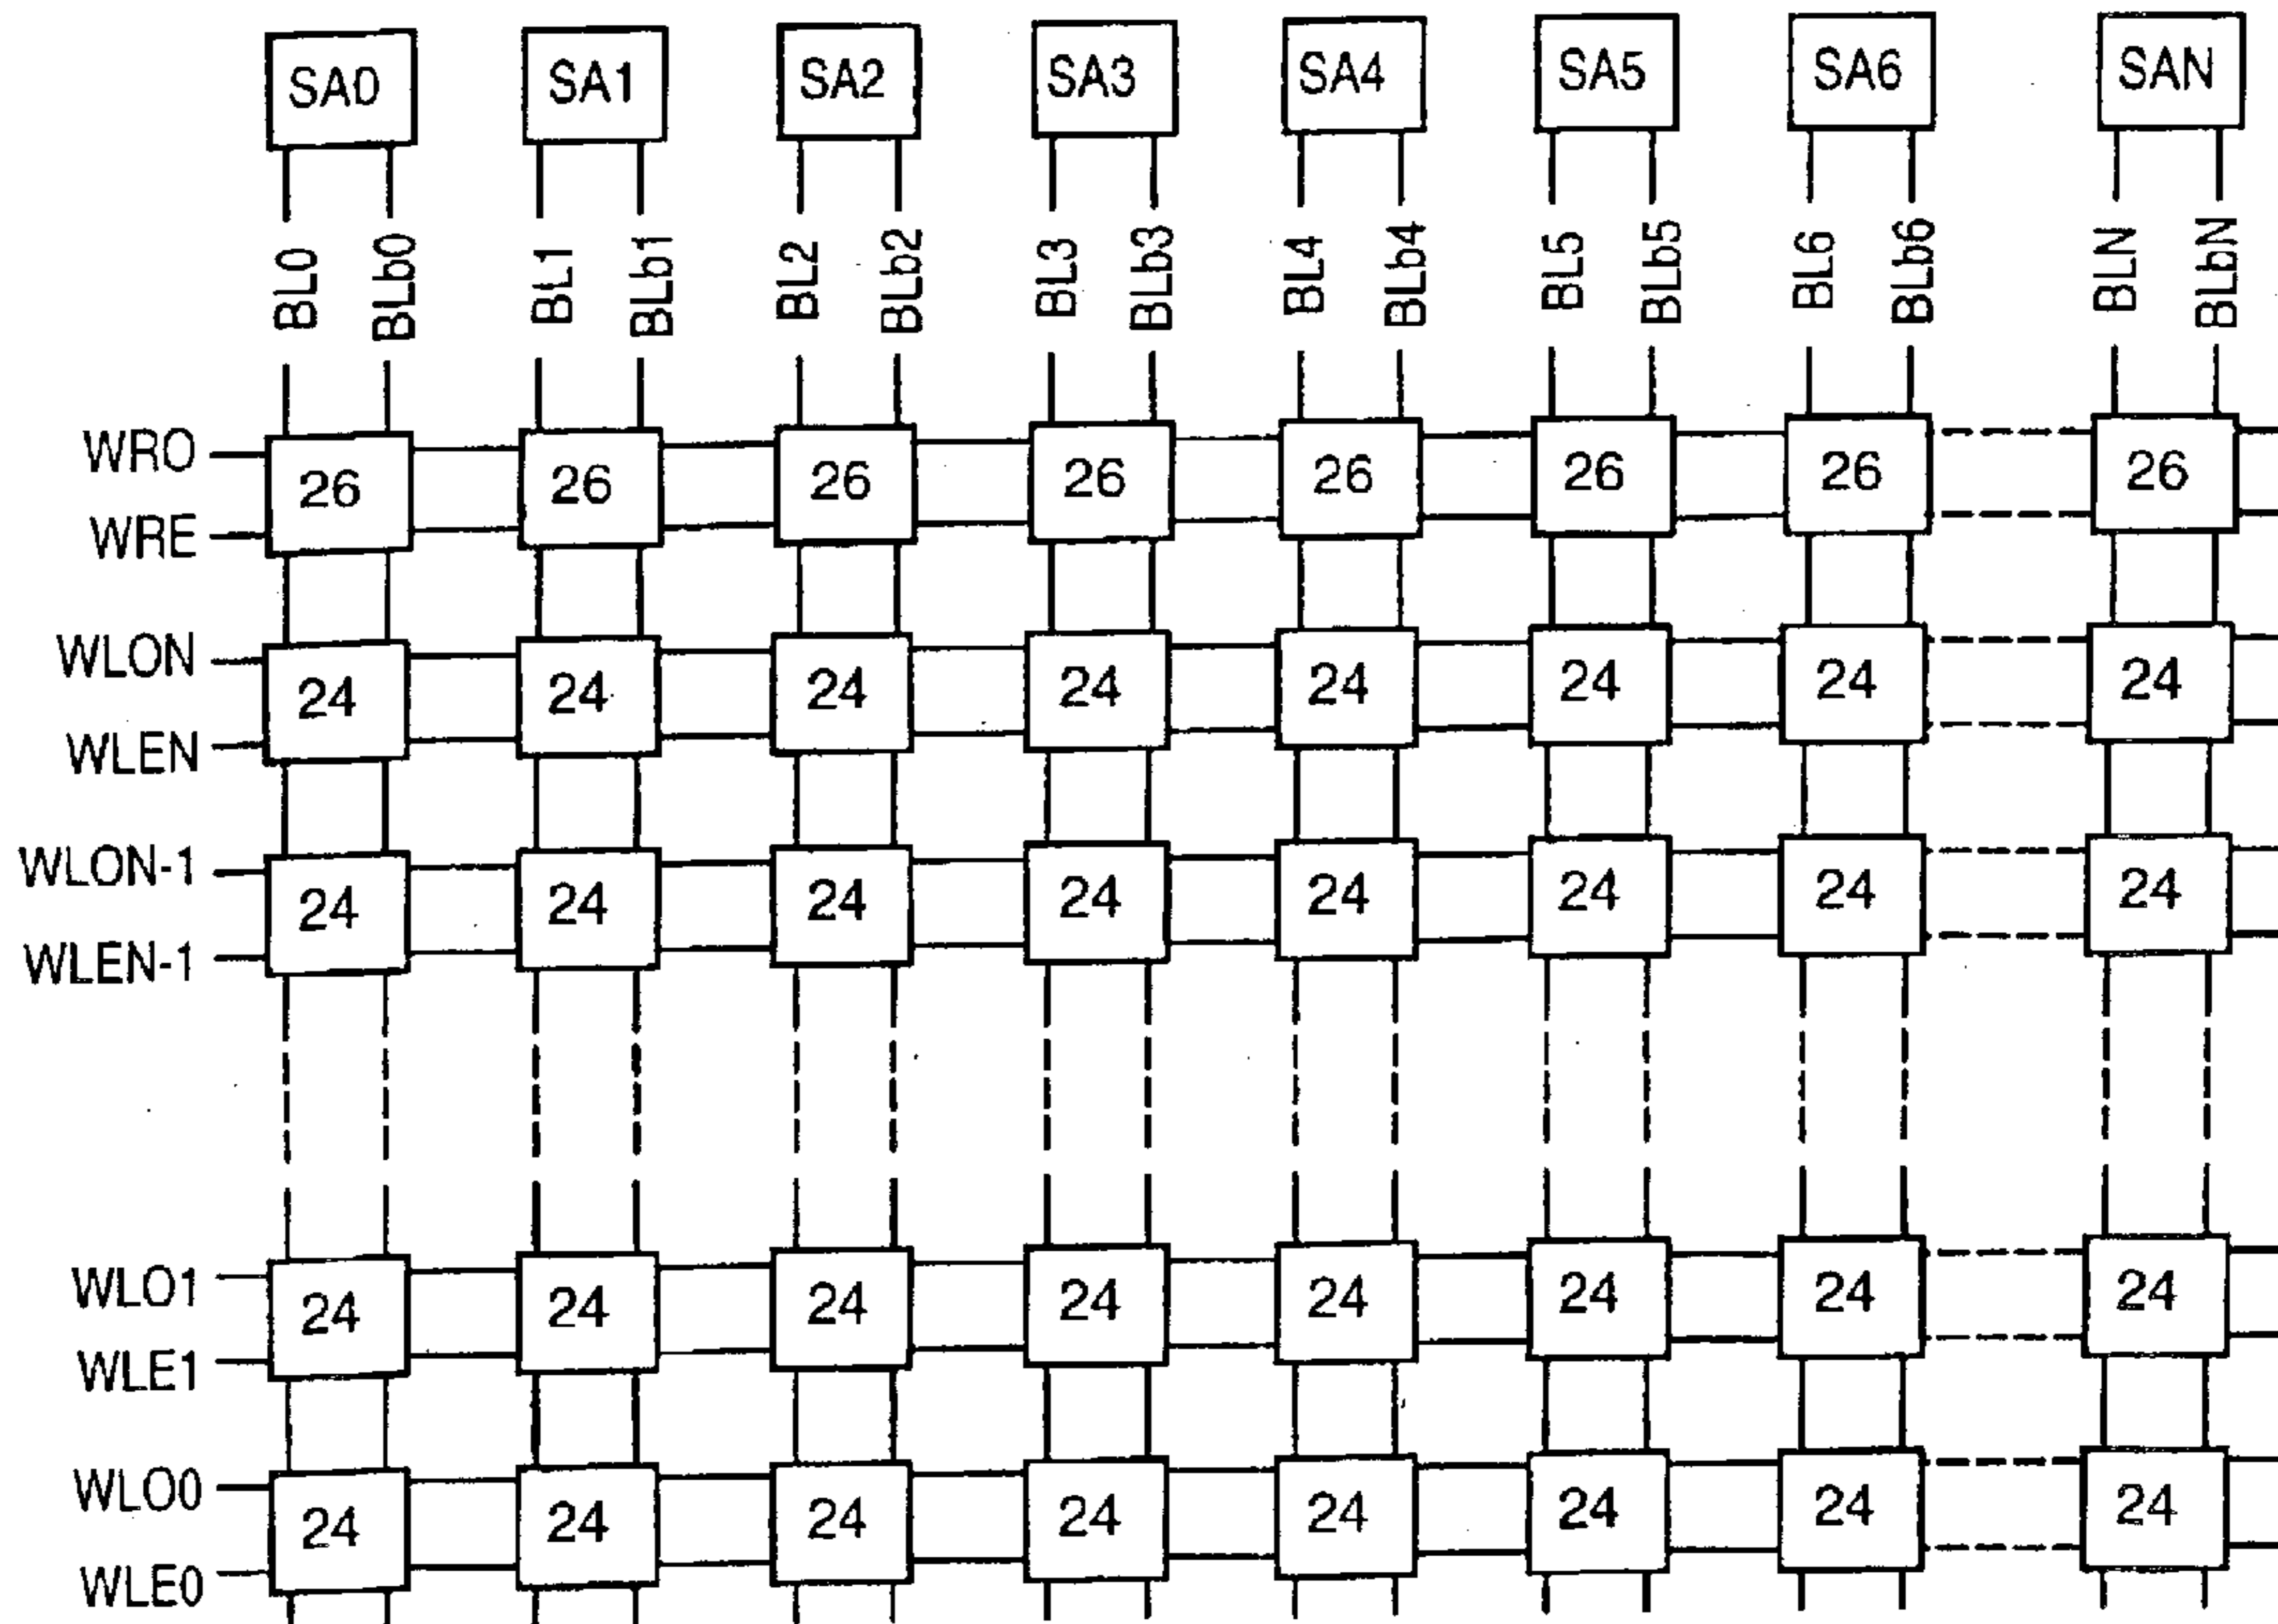 SA0 SA1 SA2 SA3 SA4 SA5 SA6 SAN
BL0 BLb0 BL1 BLb1 BL2 BLb2 BL3 BLb3 BL4 BLb4 BL5 BLb5 BL6 BLb6 BLN BLbN
WRO
26 26 26 26 26 26 26 26
WRE
WLON
24 24 24 24 24 24 24 24
WLEN
WLON-1
24 24 24 24 24 24 24 24
WLEN-1
WLO1
24 24 24 24 24 24 24 24
WLE1
WLO0
24 24 24 24 24 24 24 24
WLE0